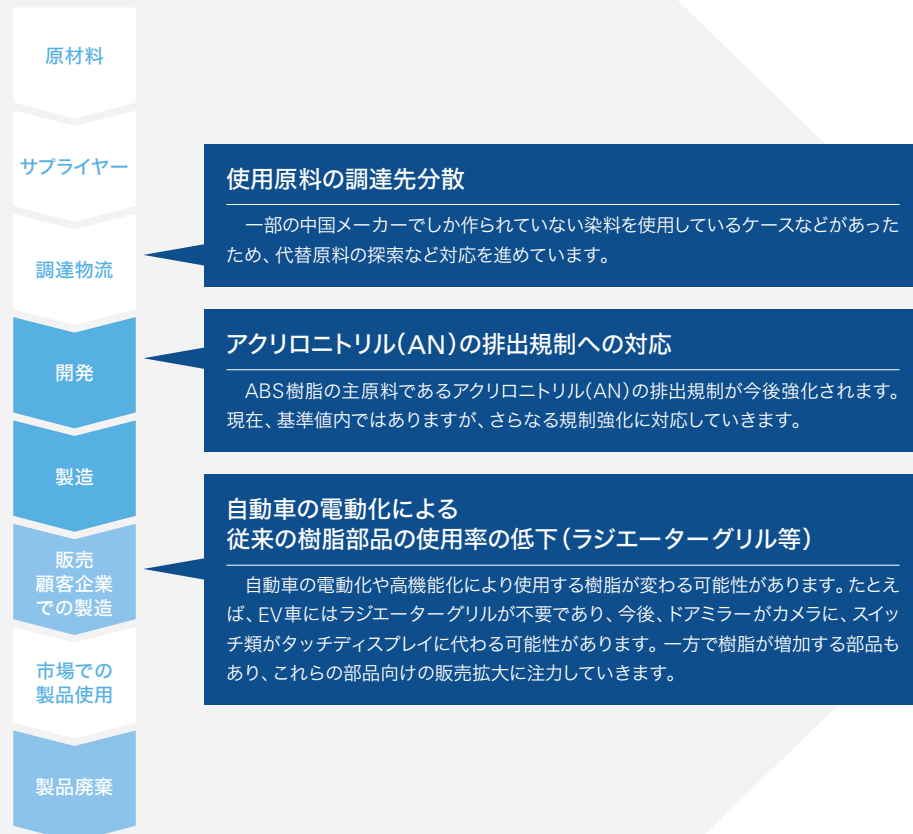 原材料
サプライヤー
調達物流
開発
製造
販売
顧客企業
での製造
市場での
製品使用
製品廃棄
使用原料の調達先分散
一部の中国メーカーでしか作られていない染料を使用しているケースなどがあった
ため、代替原料の探索など対応を進めています。
アクリロニトリル(AN)の排出規制への対応
ABS樹脂の主原料であるアクリロニトリル(AN)の排出規制が今後強化されます。
現在、基準値内ではありますが、さらなる規制強化に対応していきます。
自動車の電動化による
従来の樹脂部品の使用率の低下(ラジエーターグリル等)
自動車の電動化や高機能化により使用する樹脂が変わる可能性があります。たとえ
ば、EV車にはラジエーターグリルが不要であり、今後、ドアミラーがカメラに、スイッ
チ類がタッチディスプレイに代わる可能性があります。一方で樹脂が増加する部品も
あり、これらの部品向けの販売拡大に注力していきます。